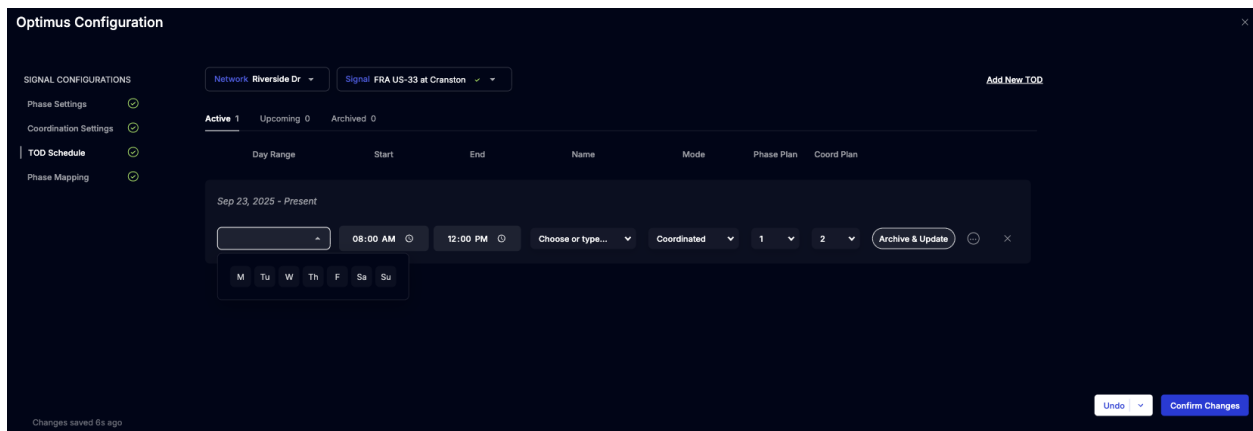 Optimus Configuration
SIGNAL CONFIGURATIONS
Phase Settings
Coordination Settings
TOD Schedule
Phase Mapping
Network Riverside Dr Signal FRA US-33 at Cranston Add New TOD
Active 1 Upcoming 0 Archived 0
Day Range Start End Name Mode Phase Plan Coord Plan
Sep 23, 2025 - Present
08:00 AM 12:00 PM Choose or type... Coordinated 1 2 Archive & Update
M Tu W Th F Sa Su
Undo Confirm Changes
Changes saved 6s ago